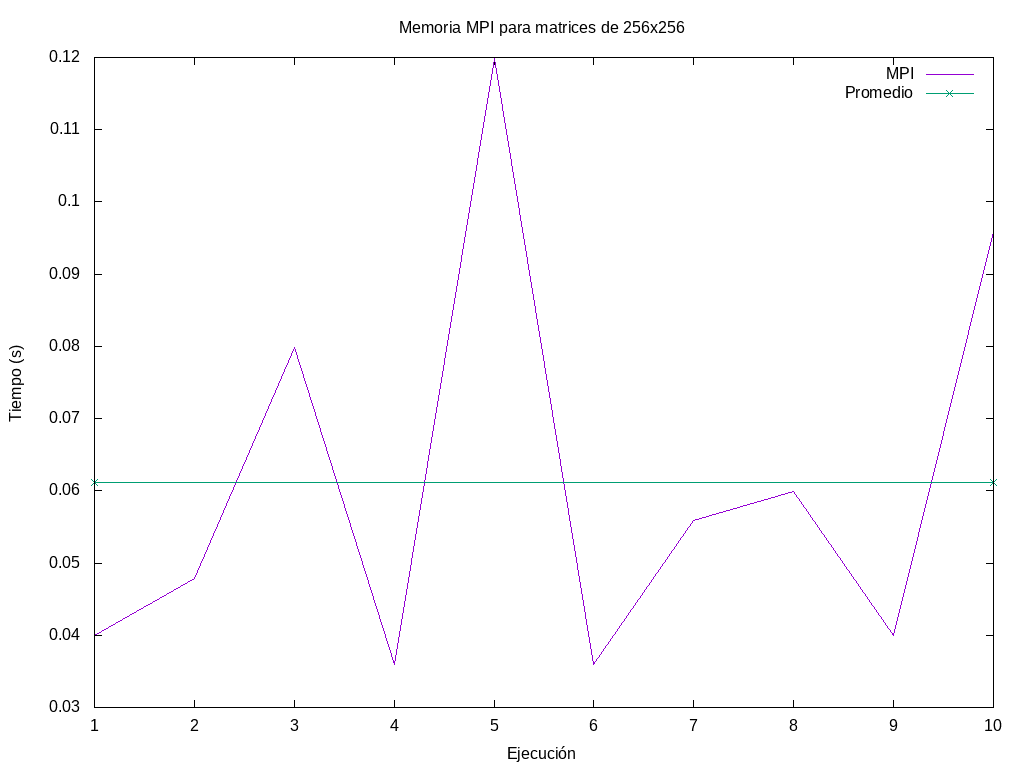 Memoria MPI para matrices de 256x256
MPI
Promedio
0.12
0.11
0.1
0.09
0.08
0.07
0.06
0.05
0.04
0.03
Tiempo (s)
1 2 3 4 5 6 7 8 9 10
Ejecución